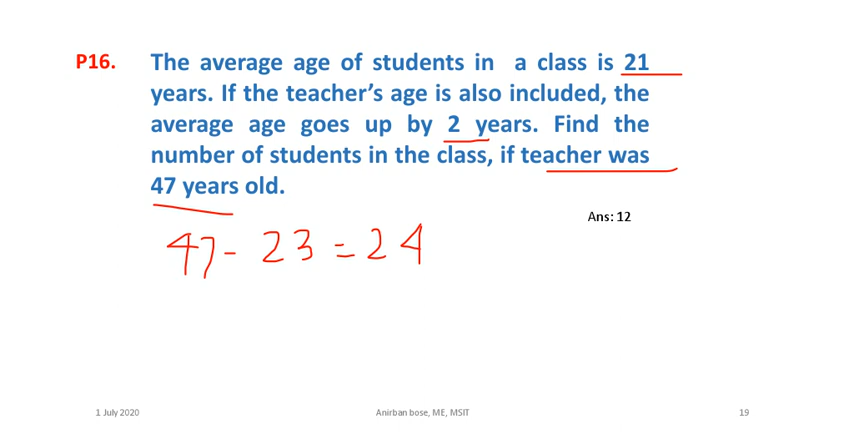 P16. The average age of students in a class is 21
years. If the teacher's age is also included, the
average age goes up by 2 years. Find the
number of students in the class, if teacher was
47 years old.
Ans: 12
47 - 23 = 24
1 July 2020 Anirban bose, ME, MSIT 19